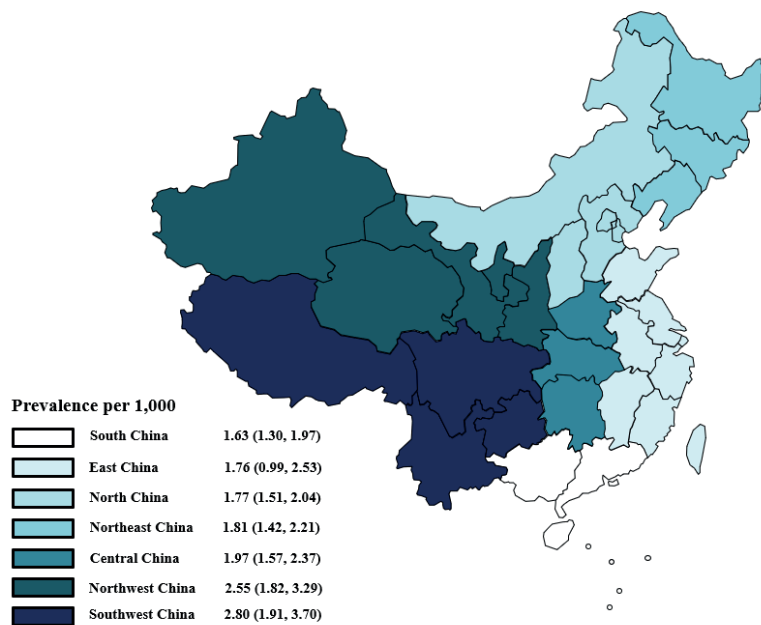 Prevalence per 1,000
South China 1.63 (1.30, 1.97)
East China 1.76 (0.99, 2.53)
North China 1.77 (1.51, 2.04)
Northeast China 1.81 (1.42, 2.21)
Central China 1.97 (1.57, 2.37)
Northwest China 2.55 (1.82, 3.29)
Southwest China 2.80 (1.91, 3.70)